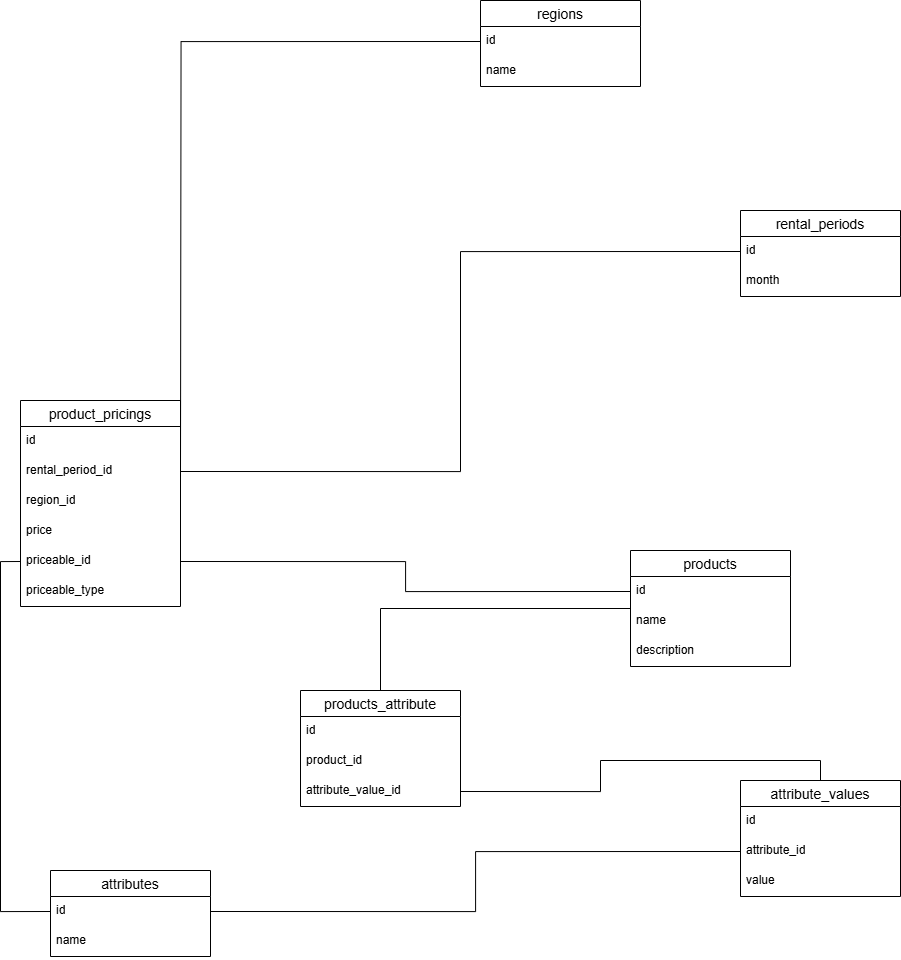 regions
id
name
rental_periods
id
month
product_pricings
id
rental_period_id
region_id
price
priceable_id
priceable_type
products
id
name
description
products_attribute
id
product_id
attribute_value_id
attribute_values
id
attribute_id
value
attributes
id
name